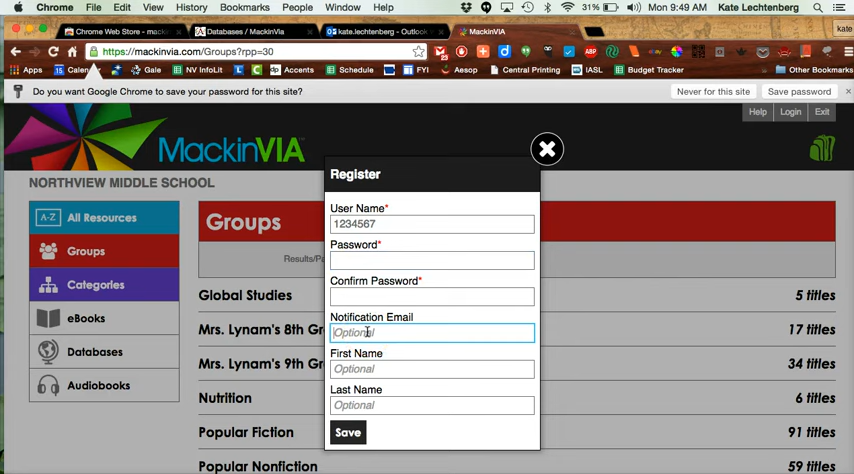 Chrome File Edit View History Bookmarks People Window Help 31% Mon 9:49 AM Kate Lechtenberg
Chrome Web Store - mackin Databases / MackinVIA kate.lechtenberg - Outlook MackinVIA kate
https://mackinvia.com/Groups?rpp=30
Apps Calen Gale NV InfoLit Accents Schedule FYI Aesop Central Printing IASL Budget Tracker Other Bookmarks
Do you want Google Chrome to save your password for this site? Never for this site Save password
Help Login Exit
MackinVIA
NORTHVIEW MIDDLE SCHOOL
A-Z All Resources
Groups
Categories
eBooks
Databases
Audiobooks
Groups
Results/Pa
Global Studies 5 titles
Mrs. Lynam's 8th Gr 17 titles
Mrs. Lynam's 9th Gr 34 titles
Nutrition 6 titles
Popular Fiction 91 titles
Popular Nonfiction 59 titles
Register
User Name*
1234567
Password*
Confirm Password*
Notification Email
Optional
First Name
Optional
Last Name
Optional
Save